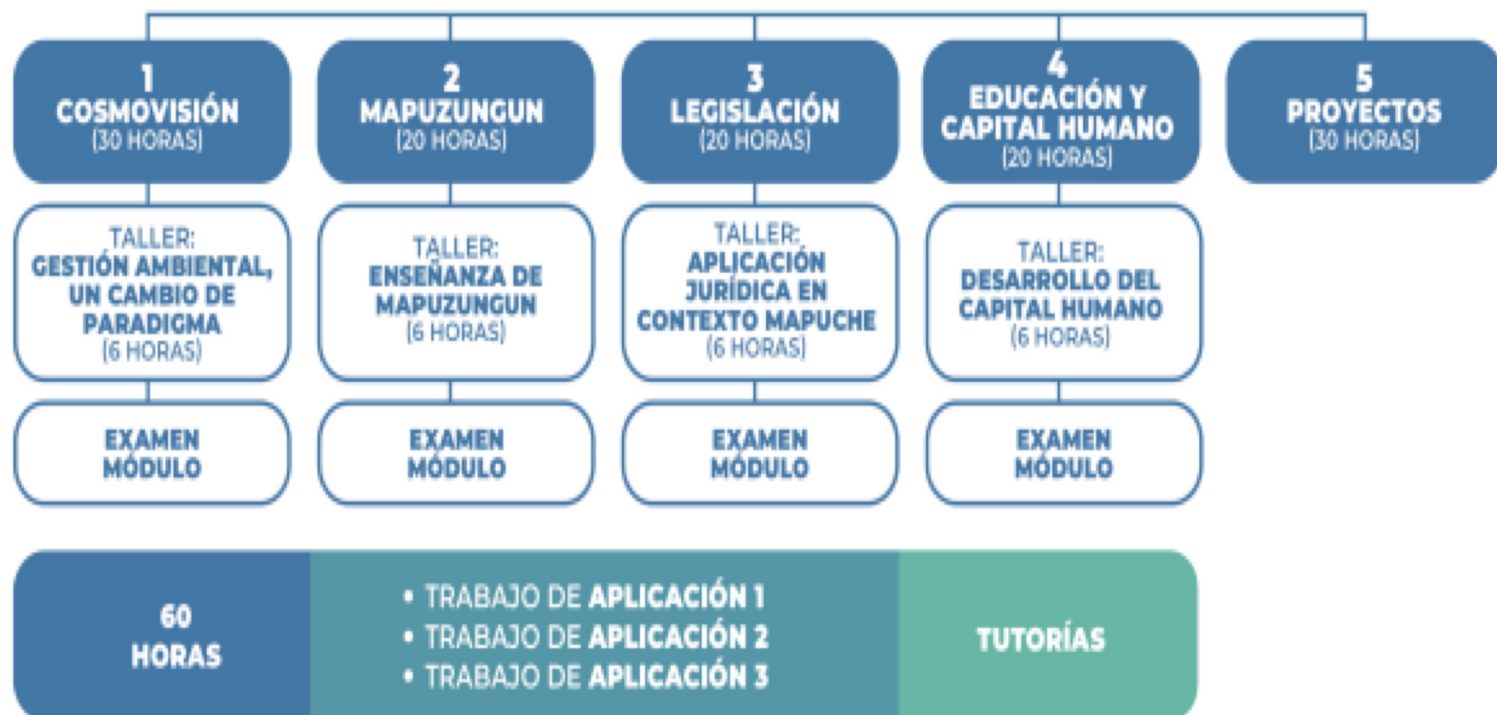 1
COSMOVISIÓN
(30 HORAS)
2
MAPUZUNGUN
(20 HORAS)
3
LEGISLACIÓN
(20 HORAS)
4
EDUCACIÓN Y
CAPITAL HUMANO
(20 HORAS)
5
PROYECTOS
(30 HORAS)
TALLER:
GESTIÓN AMBIENTAL,
UN CAMBIO DE
PARADIGMA
(6 HORAS)
TALLER:
ENSEÑANZA DE
MAPUZUNGUN
(6 HORAS)
TALLER:
APLICACIÓN
JURÍDICA EN
CONTEXTO MAPUCHE
(6 HORAS)
TALLER:
DESARROLLO DEL
CAPITAL HUMANO
(6 HORAS)
EXAMEN
MÓDULO
EXAMEN
MÓDULO
EXAMEN
MÓDULO
EXAMEN
MÓDULO
60
HORAS
• TRABAJO DE APLICACIÓN 1
• TRABAJO DE APLICACIÓN 2
• TRABAJO DE APLICACIÓN 3
TUTORÍAS